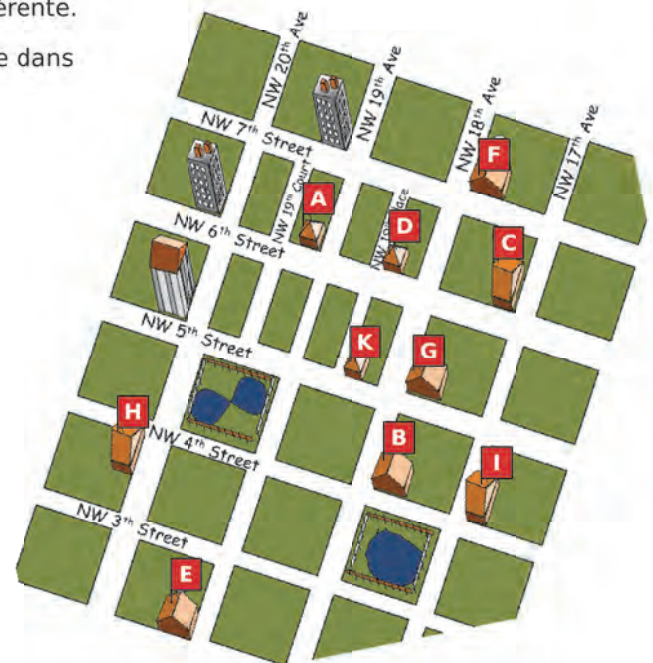 érente.
e dans
NW 20th Ave
NW 19th Ave
NW 18th Ave
NW 17th Ave
NW 7th Street
F
NW 19th Court
A
D
C
NW 6th Street
NW 5th Street
K
G
H
NW 4th Street
B
I
NW 3th Street
E